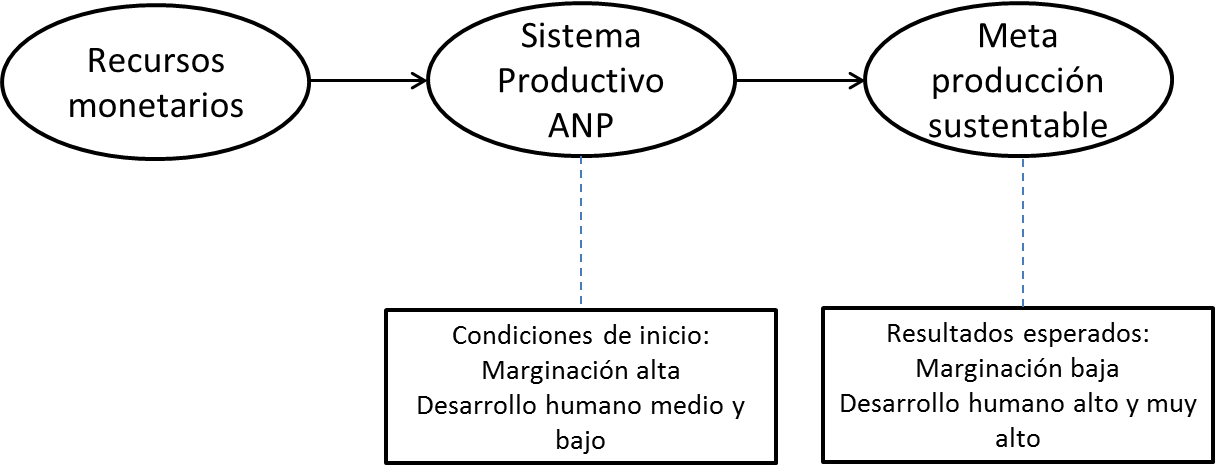 Recursos
monetarios
Sistema
Productivo
ANP
Meta
producción
sustentable
Condiciones de inicio:
Marginación alta
Desarrollo humano medio y
bajo
Resultados esperados:
Marginación baja
Desarrollo humano alto y muy
alto